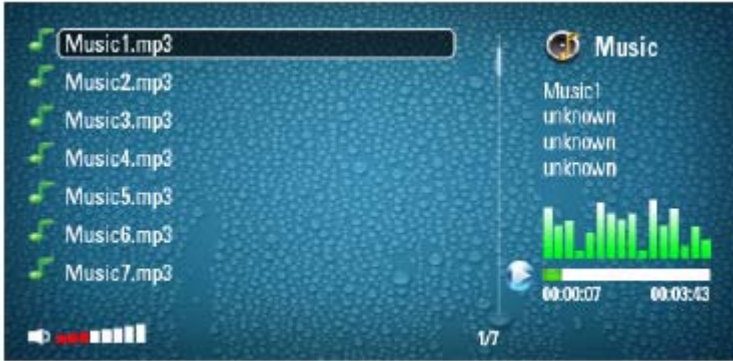 Music1.mp3
Music2.mp3
Music3.mp3
Music4.mp3
Music5.mp3
Music6.mp3
Music7.mp3
1/7
Music
Music1
unknown
unknown
unknown
00:00:07 00:03:43